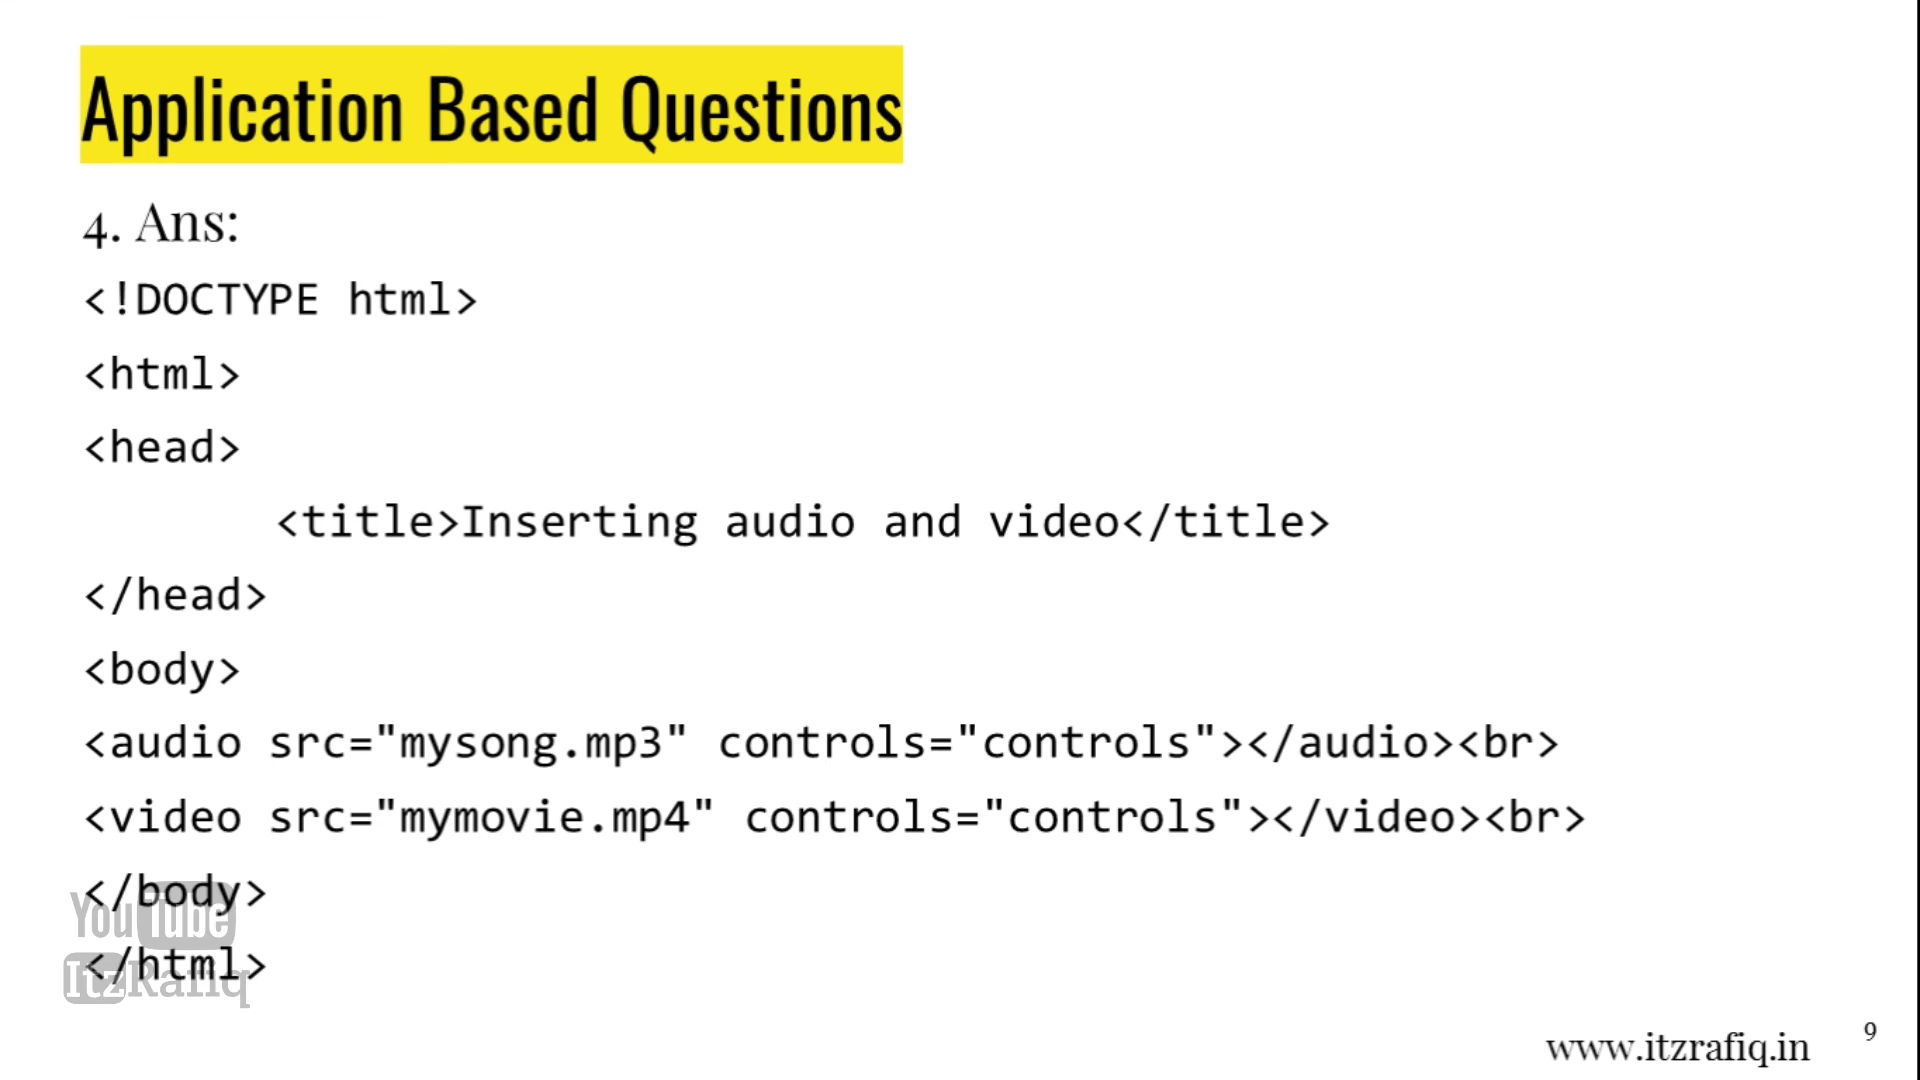 Application Based Questions
4. Ans:
<!DOCTYPE html>
<html>
<head>
<title>Inserting audio and video</title>
</head>
<body>
<audio src="mysong.mp3" controls="controls"></audio><br>
<video src="mymovie.mp4" controls="controls"></video><br>
</body>
</html>
YouTube
ItzRafiq
www.itzrafiq.in
9